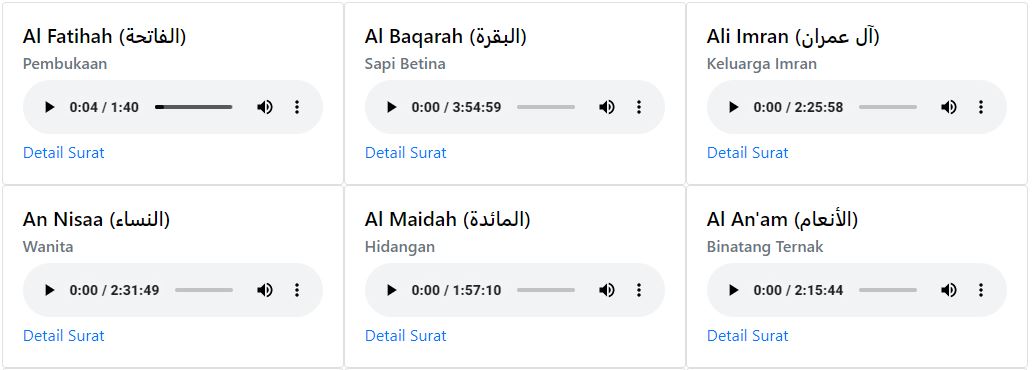 Al Fatihah (الفاتحة)
Pembukaan
0:04 / 1:40
Detail Surat
Al Baqarah (البقرة)
Sapi Betina
0:00 / 3:54:59
Detail Surat
Ali Imran (آل عمران)
Keluarga Imran
0:00 / 2:25:58
Detail Surat
An Nisaa (النساء)
Wanita
0:00 / 2:31:49
Detail Surat
Al Maidah (المائدة)
Hidangan
0:00 / 1:57:10
Detail Surat
Al An'am (الأنعام)
Binatang Ternak
0:00 / 2:15:44
Detail Surat